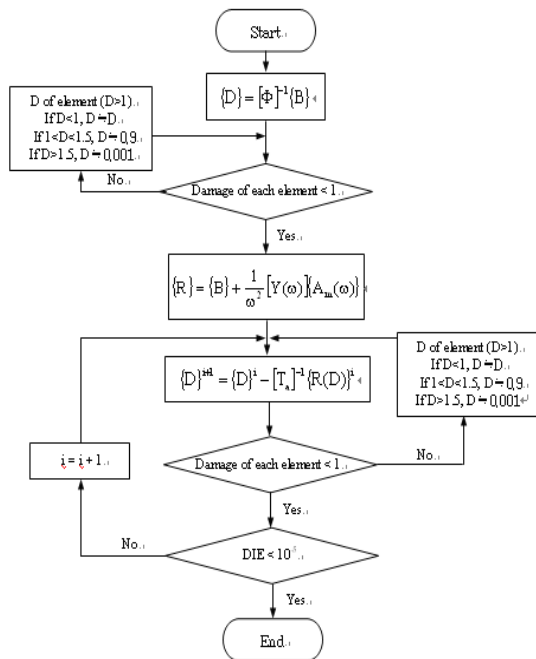 Start
{D} = [Φ]⁻¹{B}
D of element (D>1)
If D<1, D≒D
If 1<D<1.5, D≒0.9
If D>1.5, D≒0.001
No
Damage of each element < 1
Yes
{R} = {B} + 1/ω² [Y(ω)]{Aₘ(ω)}
D of element (D>1)
If D<1, D≒D
If 1<D<1.5, D≒0.9
If D>1.5, D≒0.001
{D}ⁱ⁺¹ = {D}ⁱ − [Tₐ]⁻¹{R(D)}ⁱ
i = i + 1
Damage of each element < 1
No
Yes
No
DIE < 10⁻⁵
Yes
End